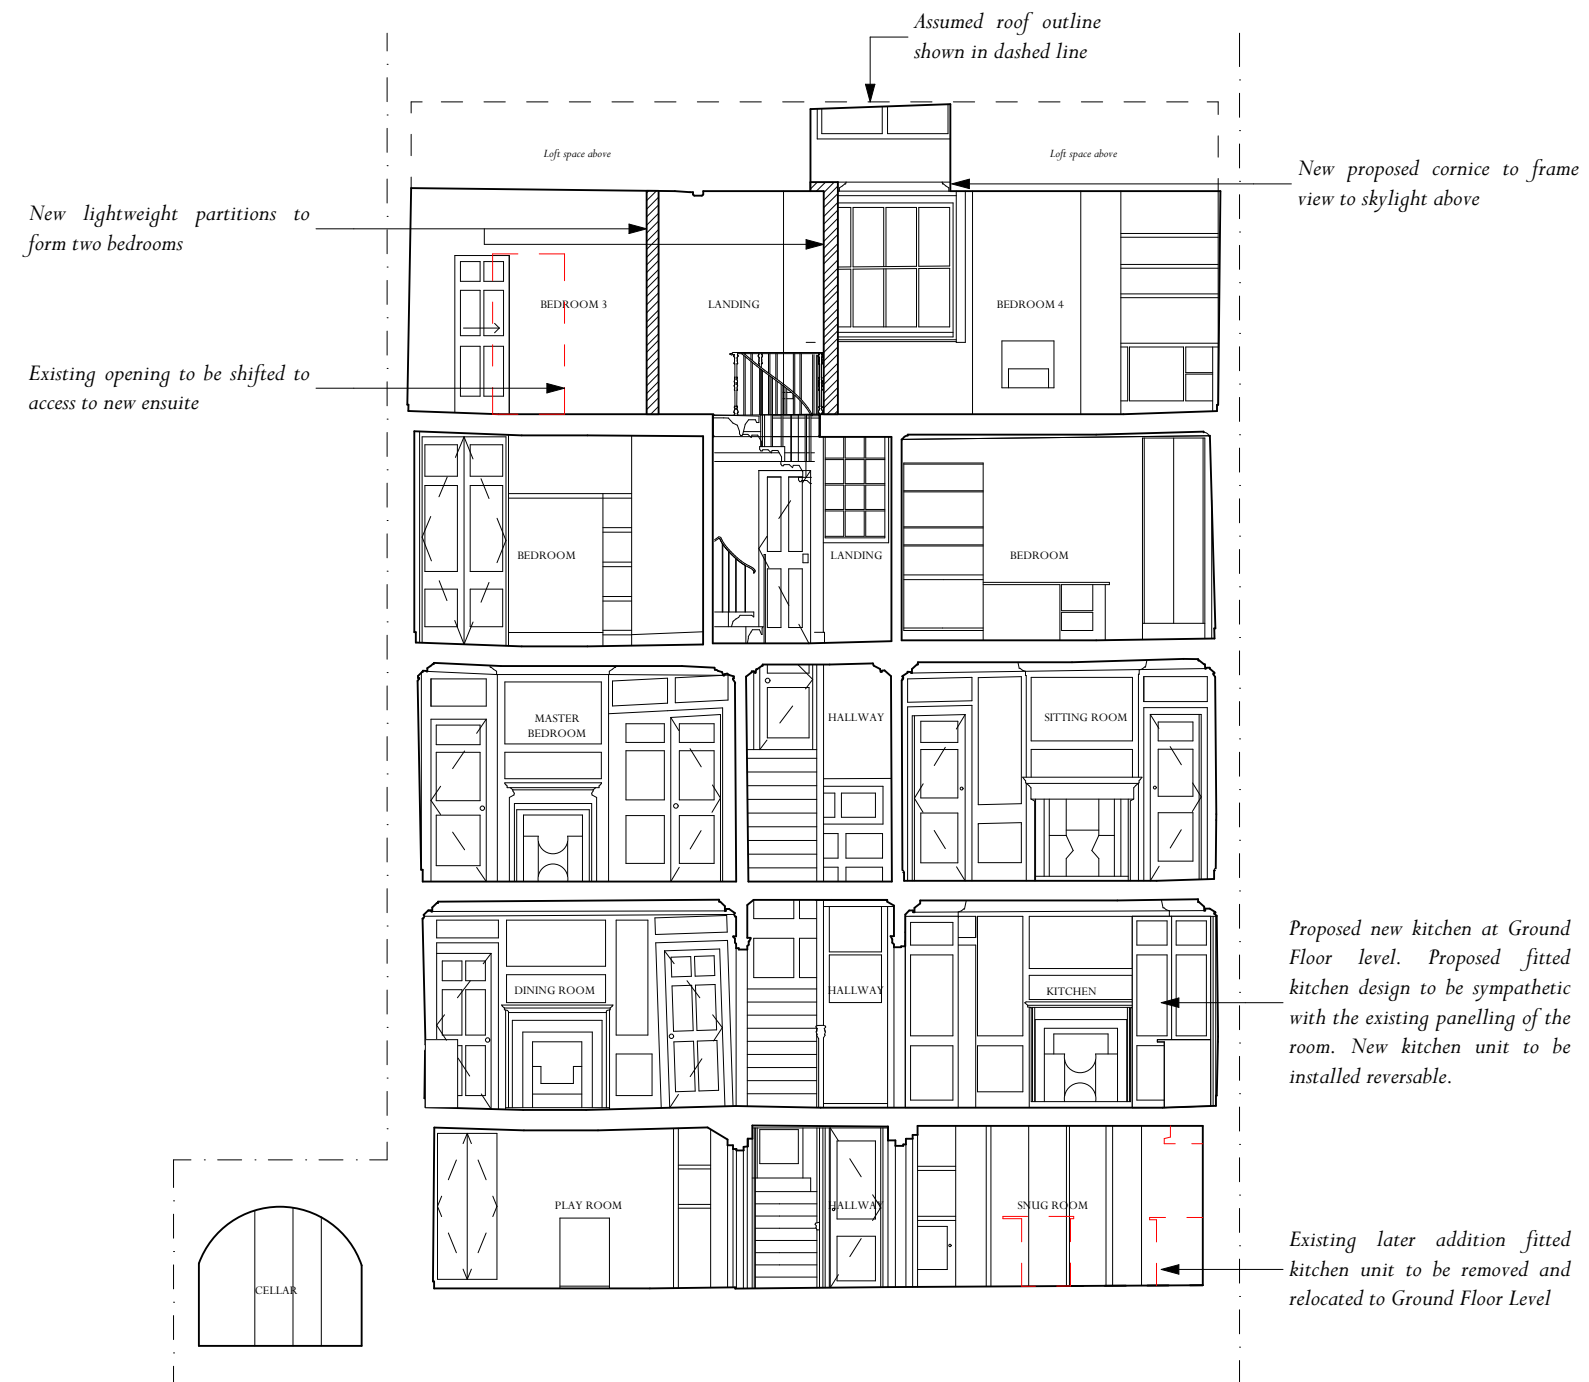 Assumed roof outline
shown in dashed line
Loft space above
Loft space above
New proposed cornice to frame
view to skylight above
New lightweight partitions to
form two bedrooms
BEDROOM 3
LANDING
BEDROOM 4
Existing opening to be shifted to
access to new ensuite
BEDROOM
LANDING
BEDROOM
MASTER
BEDROOM
HALLWAY
SITTING ROOM
DINING ROOM
HALLWAY
KITCHEN
Proposed new kitchen at Ground
Floor level. Proposed fitted
kitchen design to be sympathetic
with the existing panelling of the
room. New kitchen unit to be
installed reversable.
PLAY ROOM
HALLWAY
SNUG ROOM
Existing later addition fitted
kitchen unit to be removed and
relocated to Ground Floor Level
CELLAR